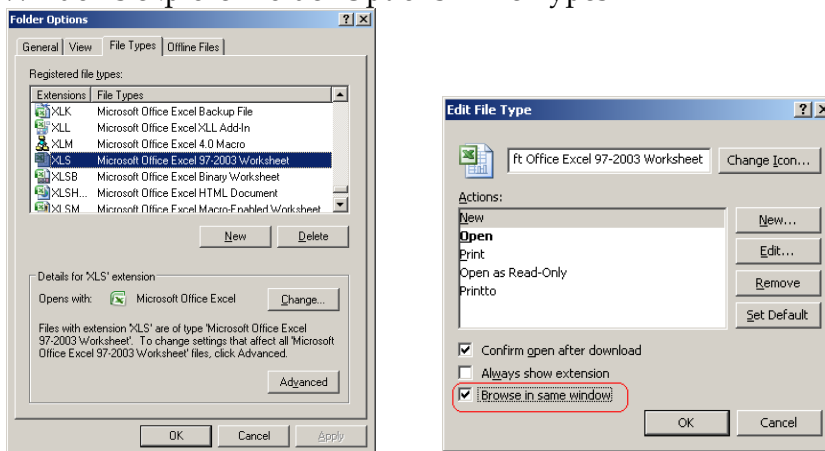 Folder Options
General View File Types Offline Files
Registered file types:
Extensions File Types
XLK Microsoft Office Excel Backup File
XLL Microsoft Office Excel XLL Add-In
XLM Microsoft Office Excel 4.0 Macro
XLS Microsoft Office Excel 97-2003 Worksheet
XLSB Microsoft Office Excel Binary Worksheet
XLSH... Microsoft Office Excel HTML Document
XLSM Microsoft Office Excel Macro-Enabled Worksheet
New Delete
Details for 'XLS' extension
Opens with: Microsoft Office Excel Change...
Files with extension 'XLS' are of type 'Microsoft Office Excel
97-2003 Worksheet'. To change settings that affect all 'Microsoft
Office Excel 97-2003 Worksheet' files, click Advanced.
Advanced
OK Cancel Apply
Edit File Type
ft Office Excel 97-2003 Worksheet Change Icon...
Actions:
New
Open
Print
Open as Read-Only
Printto
New...
Edit...
Remove
Set Default
Confirm open after download
Always show extension
Browse in same window
OK Cancel